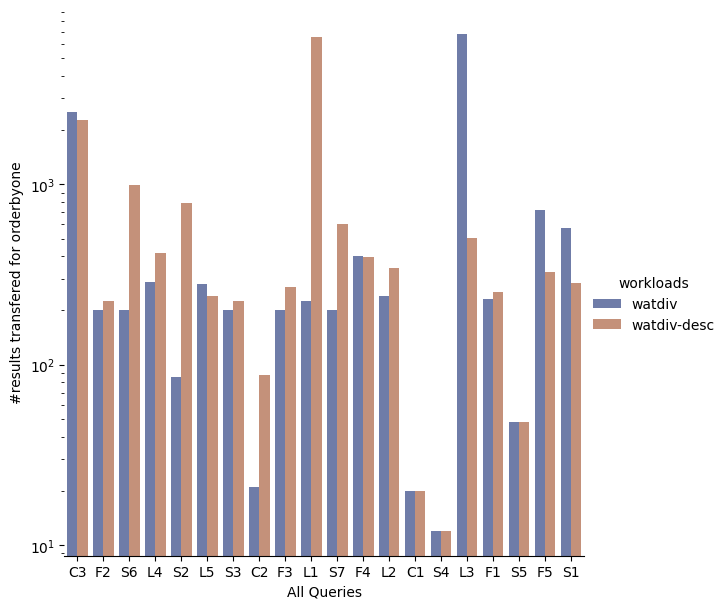 #results transfered for orderbyone
10³
10²
10¹
C3 F2 S6 L4 S2 L5 S3 C2 F3 L1 S7 F4 L2 C1 S4 L3 F1 S5 F5 S1
All Queries
workloads
watdiv
watdiv-desc